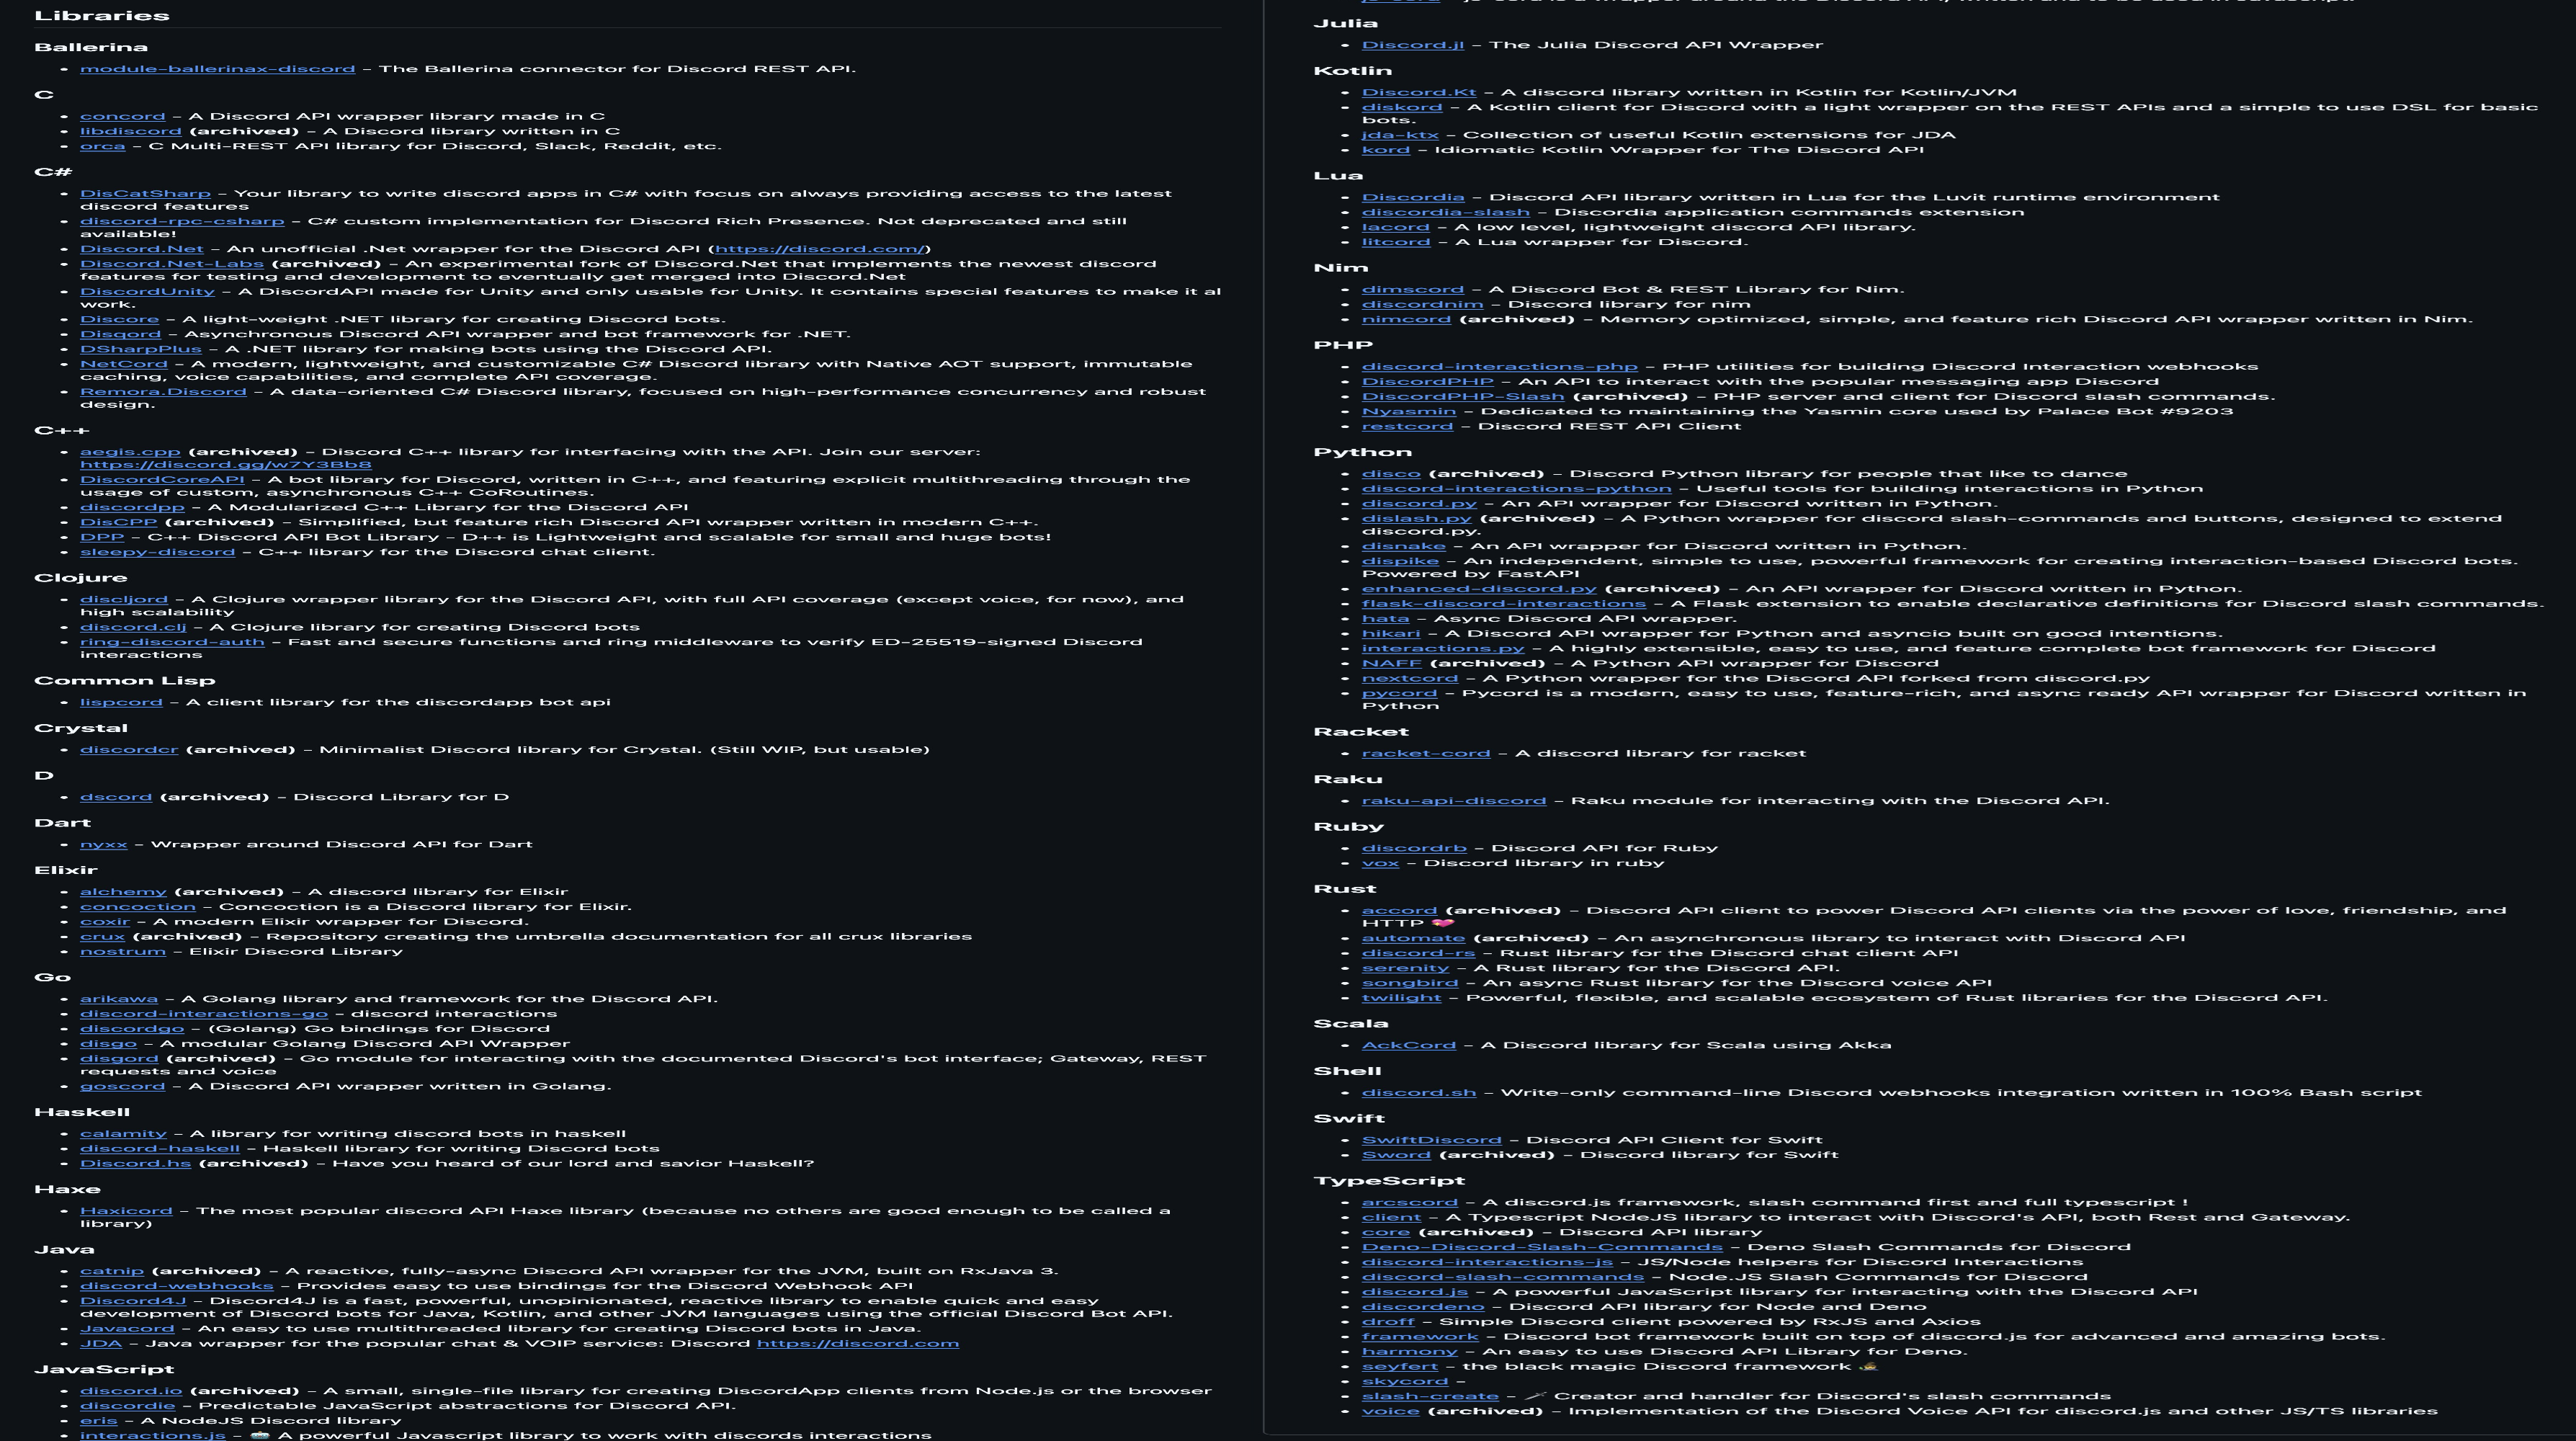 Libraries
Ballerina
• module-ballerinax-discord – The Ballerina connector for Discord REST API.
C
• concord – A Discord API wrapper library made in C
• libdiscord (archived) – A Discord library written in C
• orca – C Multi-REST API library for Discord, Slack, Reddit, etc.
C#
• DisCatSharp – Your library to write discord apps in C# with focus on always providing access to the latest
discord features
• discord-rpc-csharp – C# custom implementation for Discord Rich Presence. Not deprecated and still
available!
• Discord.Net – An unofficial .Net wrapper for the Discord API (https://discord.com/)
• Discord.Net-Labs (archived) – An experimental fork of Discord.Net that implements the newest discord
features for testing and development to eventually get merged into Discord.Net
• DiscordUnity – A DiscordAPI made for Unity and only usable for Unity. It contains special features to make it al
work.
• Discore – A light-weight .NET library for creating Discord bots.
• Disqord – Asynchronous Discord API wrapper and bot framework for .NET.
• DSharpPlus – A .NET library for making bots using the Discord API.
• NetCord – A modern, lightweight, and customizable C# Discord library with Native AOT support, immutable
caching, voice capabilities, and complete API coverage.
• Remora.Discord – A data-oriented C# Discord library, focused on high-performance concurrency and robust
design.
C++
• aegis.cpp (archived) – Discord C++ library for interfacing with the API. Join our server:
https://discord.gg/w7Y3Bb8
• DiscordCoreAPI – A bot library for Discord, written in C++, and featuring explicit multithreading through the
usage of custom, asynchronous C++ CoRoutines.
• discordpp – A Modularized C++ Library for the Discord API
• DisCPP (archived) – Simplified, but feature rich Discord API wrapper written in modern C++.
• DPP – C++ Discord API Bot Library - D++ is Lightweight and scalable for small and huge bots!
• sleepy-discord – C++ library for the Discord chat client.
Clojure
• discljord – A Clojure wrapper library for the Discord API, with full API coverage (except voice, for now), and
high scalability
• discord.clj – A Clojure library for creating Discord bots
• ring-discord-auth – Fast and secure functions and ring middleware to verify ED-25519-signed Discord
interactions
Common Lisp
• lispcord – A client library for the discordapp bot api
Crystal
• discordcr (archived) – Minimalist Discord library for Crystal. (Still WIP, but usable)
D
• dscord (archived) – Discord Library for D
Dart
• nyxx – Wrapper around Discord API for Dart
Elixir
• alchemy (archived) – A discord library for Elixir
• concoction – Concoction is a Discord library for Elixir.
• coxir – A modern Elixir wrapper for Discord.
• crux (archived) – Repository creating the umbrella documentation for all crux libraries
• nostrum – Elixir Discord Library
Go
• arikawa – A Golang library and framework for the Discord API.
• discord-interactions-go – discord interactions
• discordgo – (Golang) Go bindings for Discord
• disgo – A modular Golang Discord API Wrapper
• disgord (archived) – Go module for interacting with the documented Discord's bot interface; Gateway, REST
requests and voice
• goscord – A Discord API wrapper written in Golang.
Haskell
• calamity – A library for writing discord bots in haskell
• discord-haskell – Haskell library for writing Discord bots
• Discord.hs (archived) – Have you heard of our lord and savior Haskell?
Haxe
• Haxicord – The most popular discord API Haxe library (because no others are good enough to be called a
library)
Java
• catnip (archived) – A reactive, fully-async Discord API wrapper for the JVM, built on RxJava 3.
• discord-webhooks – Provides easy to use bindings for the Discord Webhook API
• Discord4J – Discord4J is a fast, powerful, unopinionated, reactive library to enable quick and easy
development of Discord bots for Java, Kotlin, and other JVM languages using the official Discord Bot API.
• Javacord – An easy to use multithreaded library for creating Discord bots in Java.
• JDA – Java wrapper for the popular chat & VOIP service: Discord https://discord.com
JavaScript
• discord.io (archived) – A small, single-file library for creating DiscordApp clients from Node.js or the browser
• discordie – Predictable JavaScript abstractions for Discord API.
• eris – A NodeJS Discord library
• interactions.js – 🤖 A powerful Javascript library to work with discords interactions
Julia
• Discord.jl – The Julia Discord API Wrapper
Kotlin
• Discord.Kt – A discord library written in Kotlin for Kotlin/JVM
• diskord – A Kotlin client for Discord with a light wrapper on the REST APIs and a simple to use DSL for basic
bots.
• jda-ktx – Collection of useful Kotlin extensions for JDA
• kord – Idiomatic Kotlin Wrapper for The Discord API
Lua
• Discordia – Discord API library written in Lua for the Luvit runtime environment
• discordia-slash – Discordia application commands extension
• lacord – A low level, lightweight discord API library.
• litcord – A Lua wrapper for Discord.
Nim
• dimscord – A Discord Bot & REST Library for Nim.
• discordnim – Discord library for nim
• nimcord (archived) – Memory optimized, simple, and feature rich Discord API wrapper written in Nim.
PHP
• discord-interactions-php – PHP utilities for building Discord Interaction webhooks
• DiscordPHP – An API to interact with the popular messaging app Discord
• DiscordPHP-Slash (archived) – PHP server and client for Discord slash commands.
• Nyasmin – Dedicated to maintaining the Yasmin core used by Palace Bot #9203
• restcord – Discord REST API Client
Python
• disco (archived) – Discord Python library for people that like to dance
• discord-interactions-python – Useful tools for building interactions in Python
• discord.py – An API wrapper for Discord written in Python.
• dislash.py (archived) – A Python wrapper for discord slash-commands and buttons, designed to extend
discord.py.
• disnake – An API wrapper for Discord written in Python.
• dispike – An independent, simple to use, powerful framework for creating interaction-based Discord bots.
Powered by FastAPI
• enhanced-discord.py (archived) – An API wrapper for Discord written in Python.
• flask-discord-interactions – A Flask extension to enable declarative definitions for Discord slash commands.
• hata – Async Discord API wrapper.
• hikari – A Discord API wrapper for Python and asyncio built on good intentions.
• interactions.py – A highly extensible, easy to use, and feature complete bot framework for Discord
• NAFF (archived) – A Python API wrapper for Discord
• nextcord – A Python wrapper for the Discord API forked from discord.py
• pycord – Pycord is a modern, easy to use, feature-rich, and async ready API wrapper for Discord written in
Python
Racket
• racket-cord – A discord library for racket
Raku
• raku-api-discord – Raku module for interacting with the Discord API.
Ruby
• discordrb – Discord API for Ruby
• vox – Discord library in ruby
Rust
• accord (archived) – Discord API client to power Discord API clients via the power of love, friendship, and
HTTP 💝
• automate (archived) – An asynchronous library to interact with Discord API
• discord-rs – Rust library for the Discord chat client API
• serenity – A Rust library for the Discord API.
• songbird – An async Rust library for the Discord voice API
• twilight – Powerful, flexible, and scalable ecosystem of Rust libraries for the Discord API.
Scala
• AckCord – A Discord library for Scala using Akka
Shell
• discord.sh – Write-only command-line Discord webhooks integration written in 100% Bash script
Swift
• SwiftDiscord – Discord API Client for Swift
• Sword (archived) – Discord library for Swift
TypeScript
• arcscord – A discord.js framework, slash command first and full typescript !
• client – A Typescript NodeJS library to interact with Discord's API, both Rest and Gateway.
• core (archived) – Discord API library
• Deno-Discord-Slash-Commands – Deno Slash Commands for Discord
• discord-interactions-js – JS/Node helpers for Discord Interactions
• discord-slash-commands – Node.JS Slash Commands for Discord
• discord.js – A powerful JavaScript library for interacting with the Discord API
• discordeno – Discord API library for Node and Deno
• droff – Simple Discord client powered by RxJS and Axios
• framework – Discord bot framework built on top of discord.js for advanced and amazing bots.
• harmony – An easy to use Discord API Library for Deno.
• seyfert – the black magic Discord framework
• skycord –
• slash-create – 🗡 Creator and handler for Discord's slash commands
• voice (archived) – Implementation of the Discord Voice API for discord.js and other JS/TS libraries